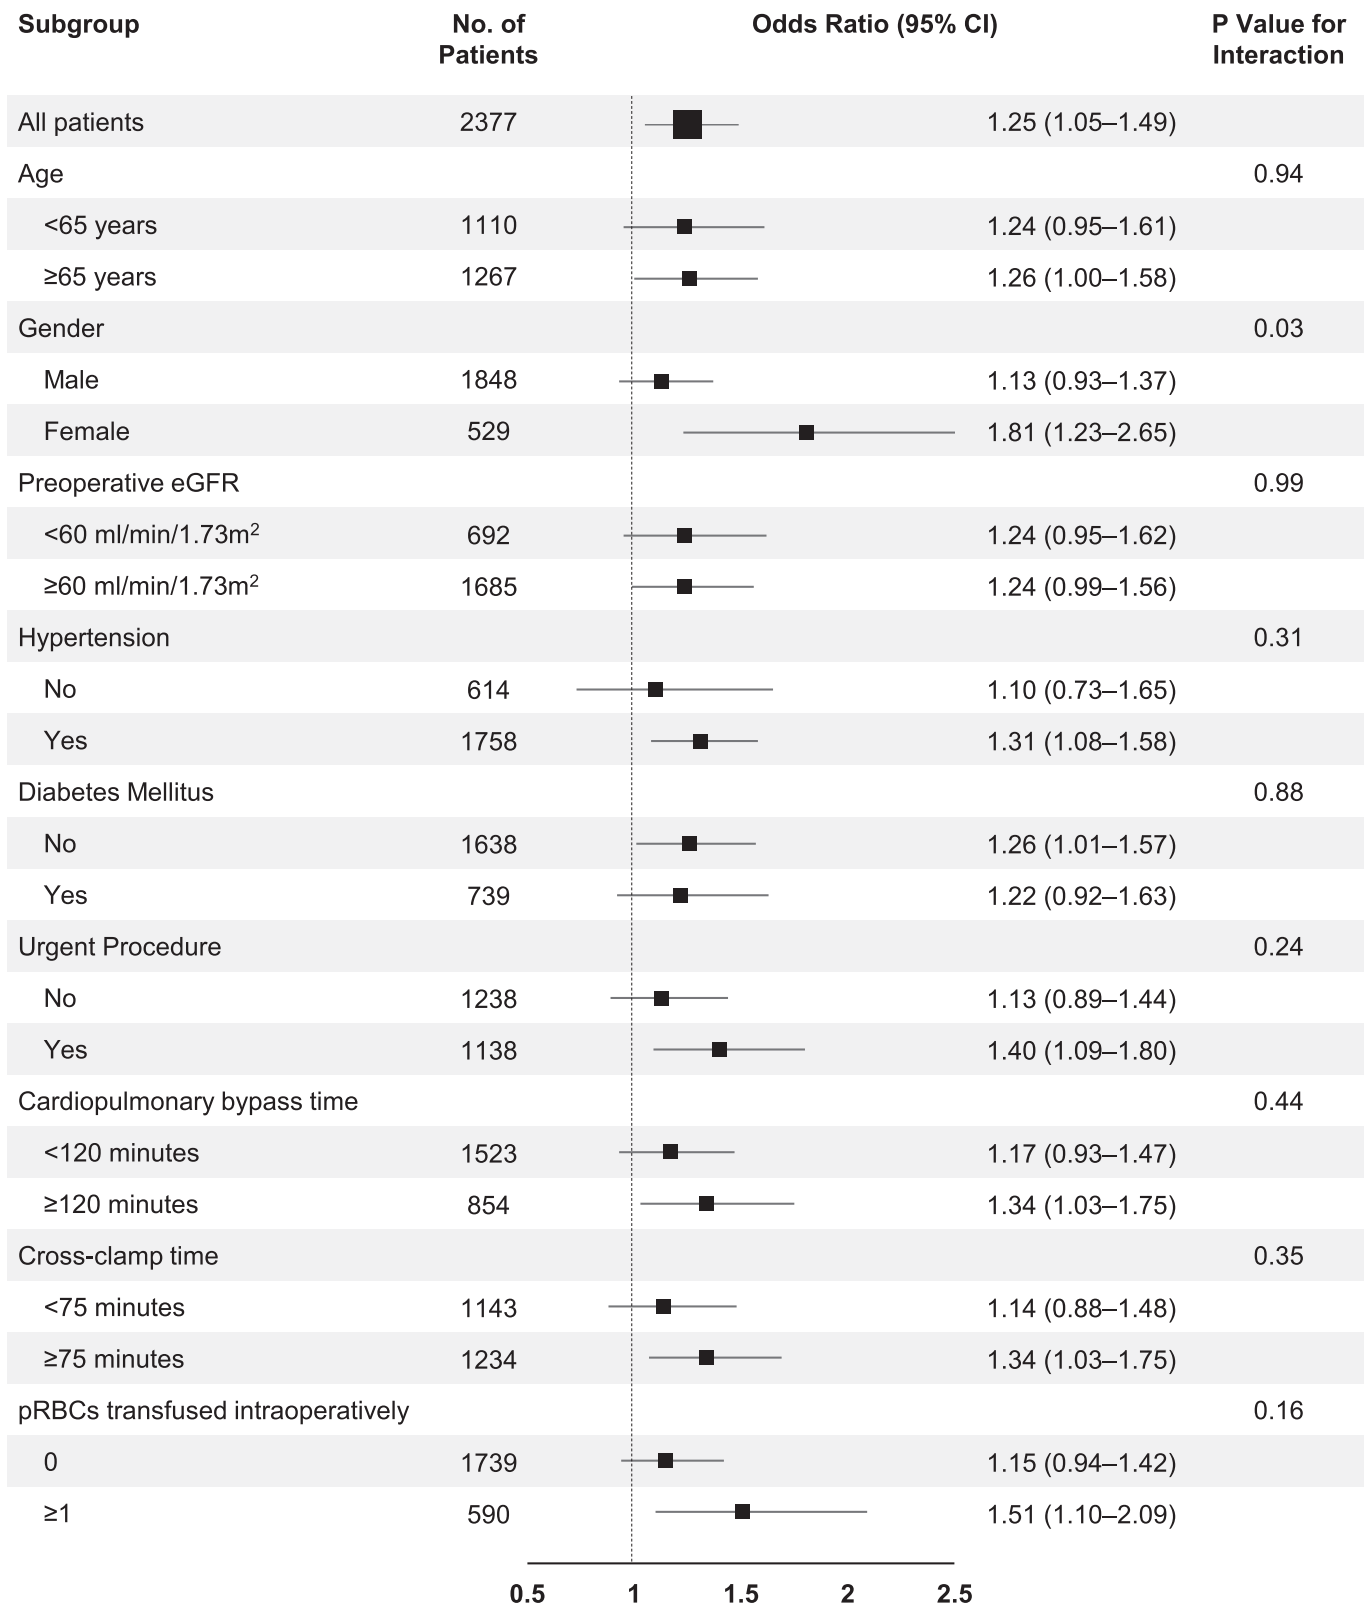 Subgroup No. of Patients Odds Ratio (95% CI) P Value for Interaction
All patients 2377 1.25 (1.05–1.49)
Age 0.94
<65 years 1110 1.24 (0.95–1.61)
≥65 years 1267 1.26 (1.00–1.58)
Gender 0.03
Male 1848 1.13 (0.93–1.37)
Female 529 1.81 (1.23–2.65)
Preoperative eGFR 0.99
<60 ml/min/1.73m² 692 1.24 (0.95–1.62)
≥60 ml/min/1.73m² 1685 1.24 (0.99–1.56)
Hypertension 0.31
No 614 1.10 (0.73–1.65)
Yes 1758 1.31 (1.08–1.58)
Diabetes Mellitus 0.88
No 1638 1.26 (1.01–1.57)
Yes 739 1.22 (0.92–1.63)
Urgent Procedure 0.24
No 1238 1.13 (0.89–1.44)
Yes 1138 1.40 (1.09–1.80)
Cardiopulmonary bypass time 0.44
<120 minutes 1523 1.17 (0.93–1.47)
≥120 minutes 854 1.34 (1.03–1.75)
Cross-clamp time 0.35
<75 minutes 1143 1.14 (0.88–1.48)
≥75 minutes 1234 1.34 (1.03–1.75)
pRBCs transfused intraoperatively 0.16
0 1739 1.15 (0.94–1.42)
≥1 590 1.51 (1.10–2.09)
0.5 1 1.5 2 2.5